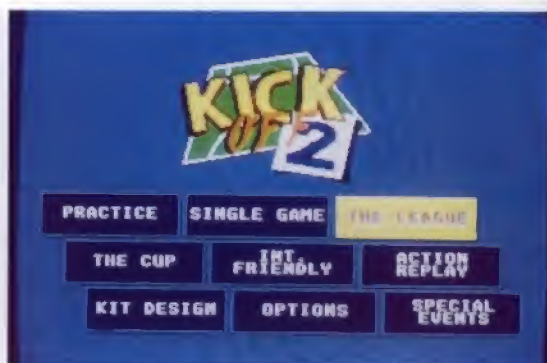 KICK
OFF
2
PRACTICE
SINGLE GAME
THE LEAGUE
THE CUP
INT.
FRIENDLY
ACTION
REPLAY
KIT DESIGN
OPTIONS
SPECIAL
EVENTS